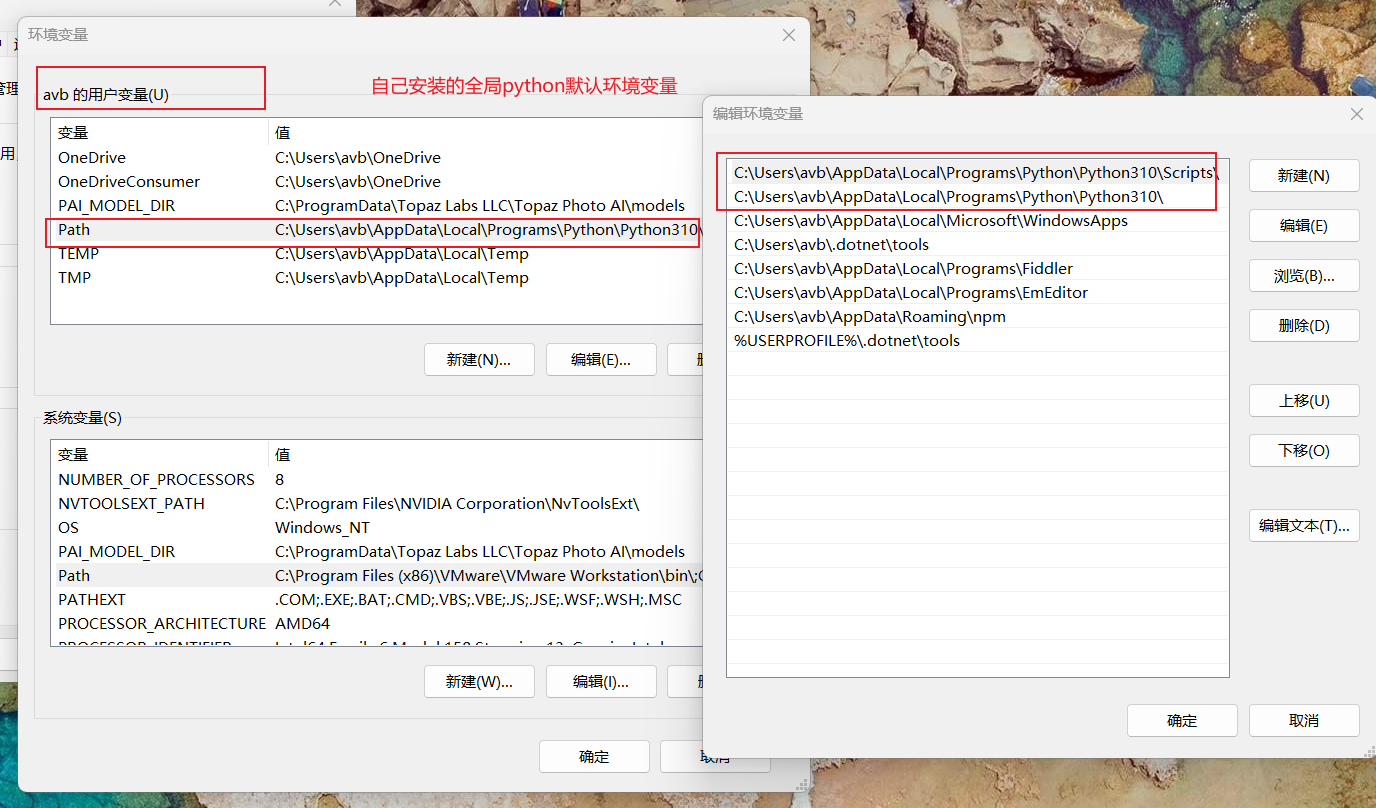 环境变量
管理
用
avb 的用户变量(U)
自己安装的全局python默认环境变量
变量 值
OneDrive C:\Users\avb\OneDrive
OneDriveConsumer C:\Users\avb\OneDrive
PAI_MODEL_DIR C:\ProgramData\Topaz Labs LLC\Topaz Photo AI\models
Path C:\Users\avb\AppData\Local\Programs\Python\Python310\
TEMP C:\Users\avb\AppData\Local\Temp
TMP C:\Users\avb\AppData\Local\Temp
新建(N)... 编辑(E)...
系统变量(S)
变量 值
NUMBER_OF_PROCESSORS 8
NVTOOLSEXT_PATH C:\Program Files\NVIDIA Corporation\NvToolsExt\
OS Windows_NT
PAI_MODEL_DIR C:\ProgramData\Topaz Labs LLC\Topaz Photo AI\models
Path C:\Program Files (x86)\VMware\VMware Workstation\bin\;
PATHEXT .COM;.EXE;.BAT;.CMD;.VBS;.VBE;.JS;.JSE;.WSF;.WSH;.MSC
PROCESSOR_ARCHITECTURE AMD64
新建(W)... 编辑(I)...
确定 取消
编辑环境变量
C:\Users\avb\AppData\Local\Programs\Python\Python310\Scripts\
C:\Users\avb\AppData\Local\Programs\Python\Python310\
C:\Users\avb\AppData\Local\Microsoft\WindowsApps
C:\Users\avb\.dotnet\tools
C:\Users\avb\AppData\Local\Programs\Fiddler
C:\Users\avb\AppData\Local\Programs\EmEditor
C:\Users\avb\AppData\Roaming\npm
%USERPROFILE%\.dotnet\tools
新建(N)
编辑(E)
浏览(B)...
删除(D)
上移(U)
下移(O)
编辑文本(T)...
确定 取消